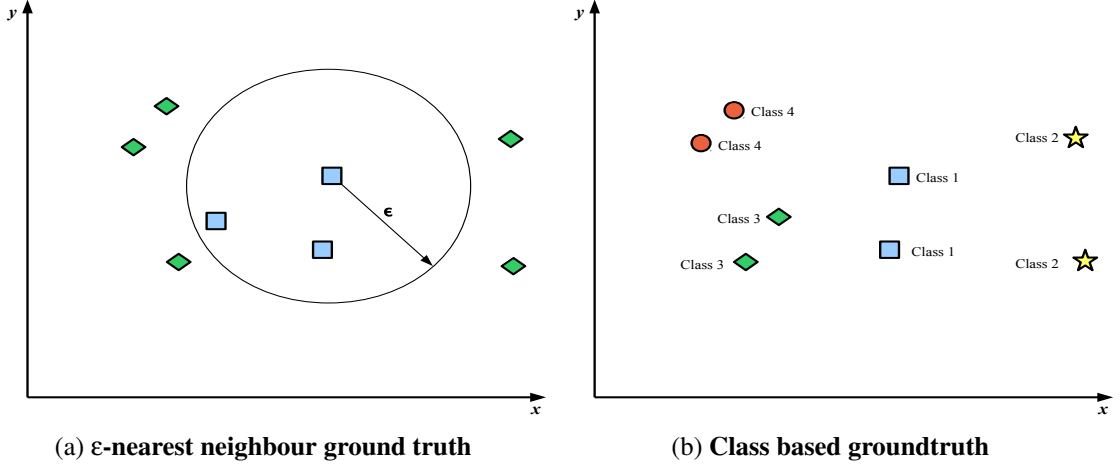 y
ϵ
x
(a) ε-nearest neighbour ground truth
y
Class 4
Class 4
Class 2
Class 1
Class 3
Class 3
Class 1
Class 2
x
(b) Class based groundtruth